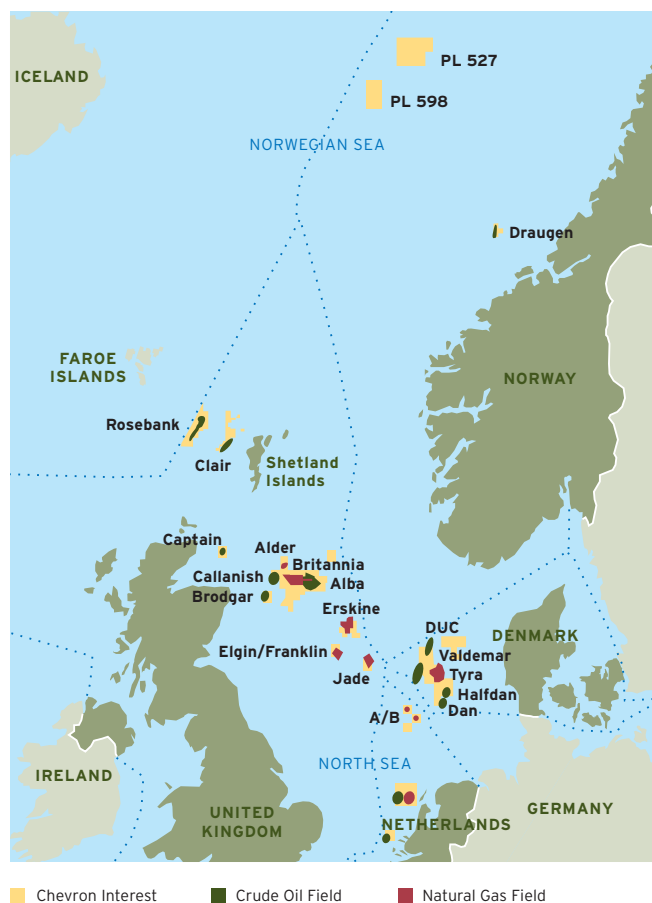 PL 527
ICELAND
PL 598
NORWEGIAN SEA
Draugen
FAROE
ISLANDS
NORWAY
Rosebank
Clair
Shetland
Islands
Captain
Alder
Britannia
Callanish
Alba
Brodgar
Erskine
DUC
DENMARK
Elgin/Franklin
Valdemar
Jade
Tyra
Halfdan
Dan
A/B
NORTH SEA
IRELAND
UNITED
KINGDOM
NETHERLANDS
GERMANY
Chevron Interest
Crude Oil Field
Natural Gas Field